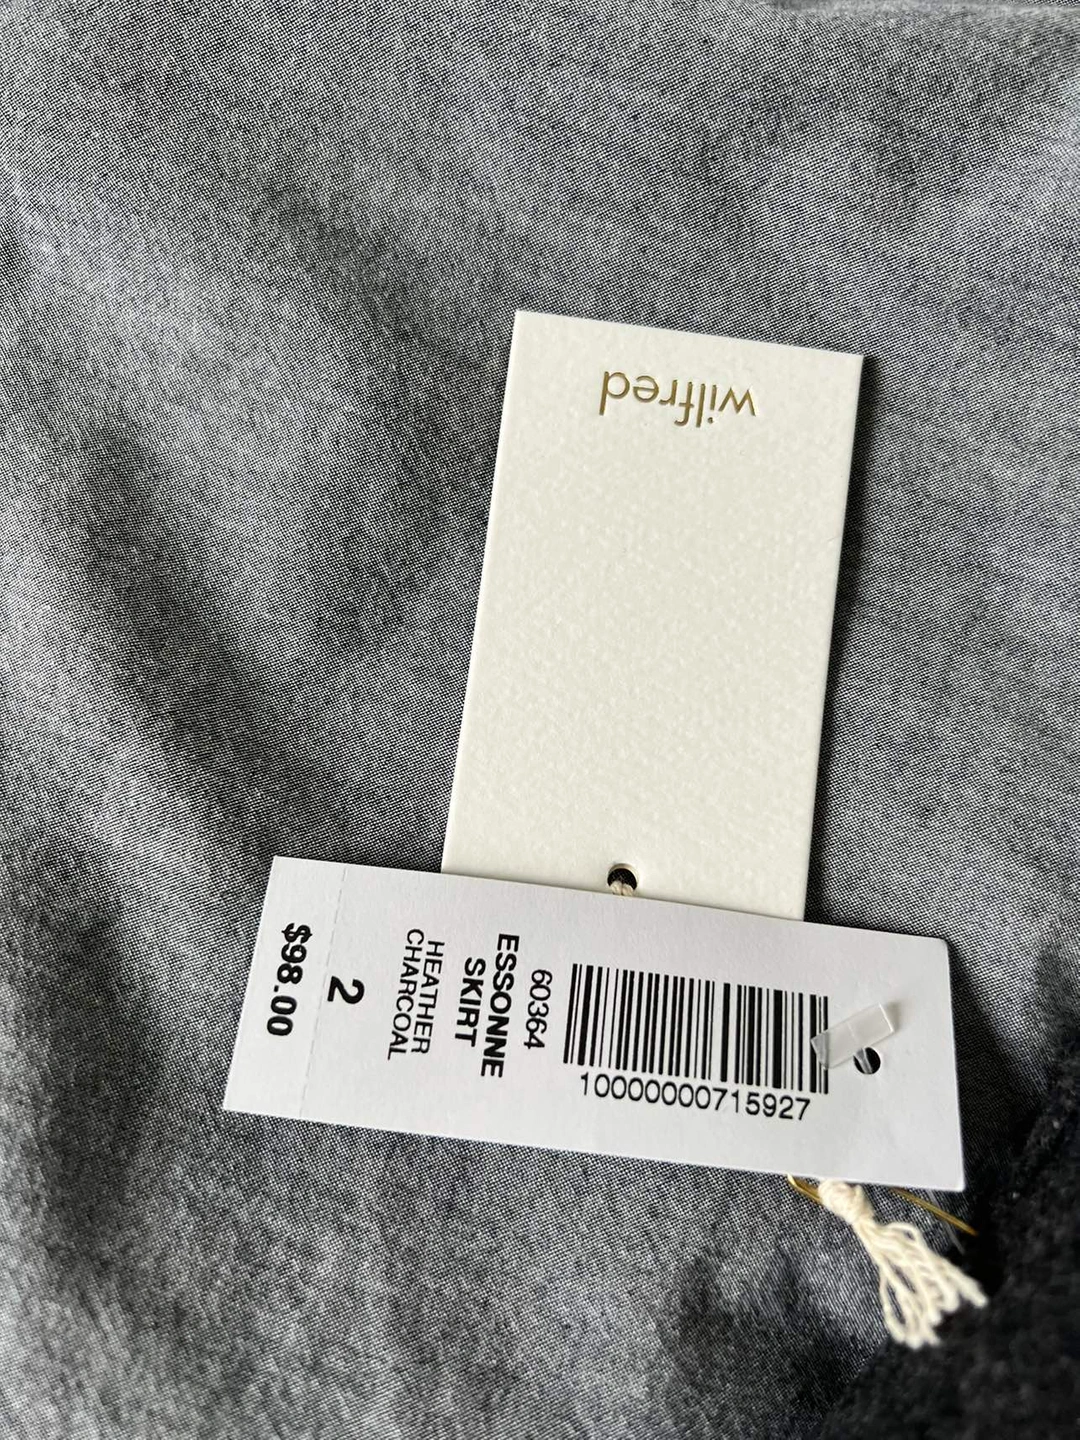 wilfred
10000000715927
60364
ESSONNE
SKIRT
HEATHER
CHARCOAL
2
$98.00